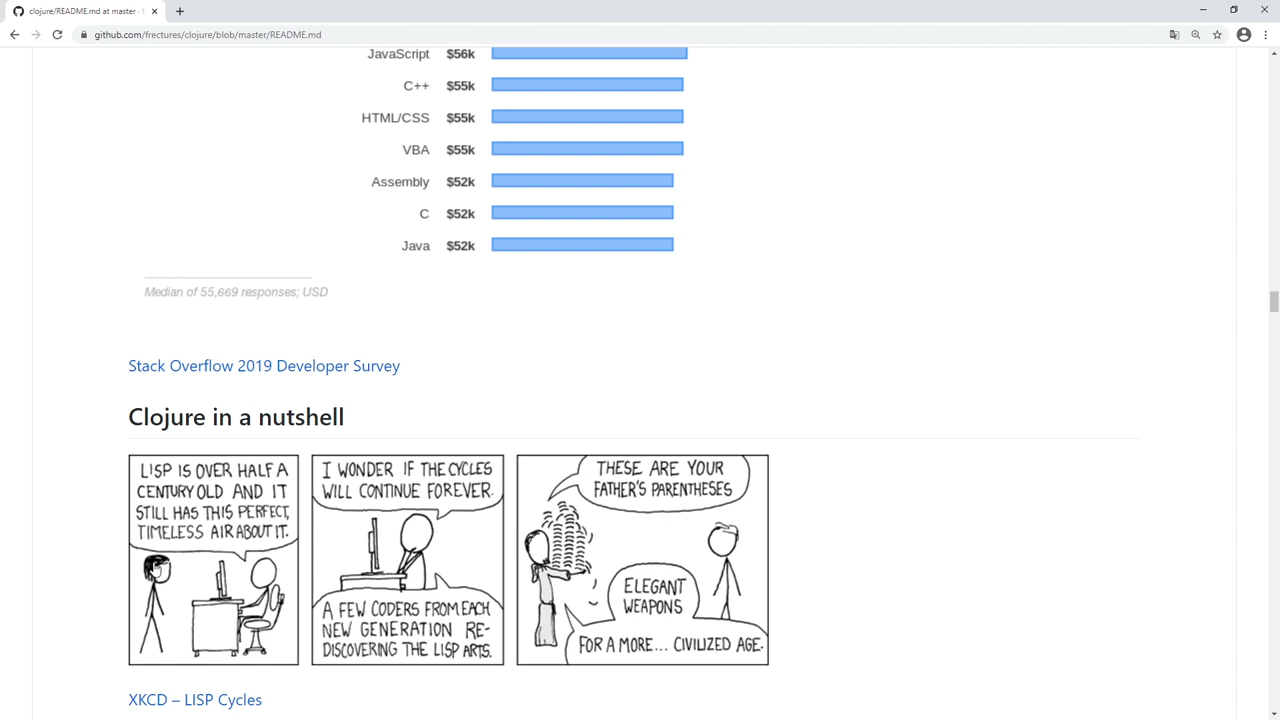 clojure/README.md at master · f
github.com/frectures/clojure/blob/master/README.md
JavaScript $56k
C++ $55k
HTML/CSS $55k
VBA $55k
Assembly $52k
C $52k
Java $52k
Median of 55,669 responses; USD
Stack Overflow 2019 Developer Survey
Clojure in a nutshell
LISP IS OVER HALF A
CENTURY OLD AND IT
STILL HAS THIS PERFECT,
TIMELESS AIR ABOUT IT.
I WONDER IF THE CYCLES
WILL CONTINUE FOREVER.
A FEW CODERS FROM EACH
NEW GENERATION RE-
DISCOVERING THE LISP ARTS.
THESE ARE YOUR
FATHER'S PARENTHESES
ELEGANT
WEAPONS
FOR A MORE... CIVILIZED AGE.
XKCD – LISP Cycles